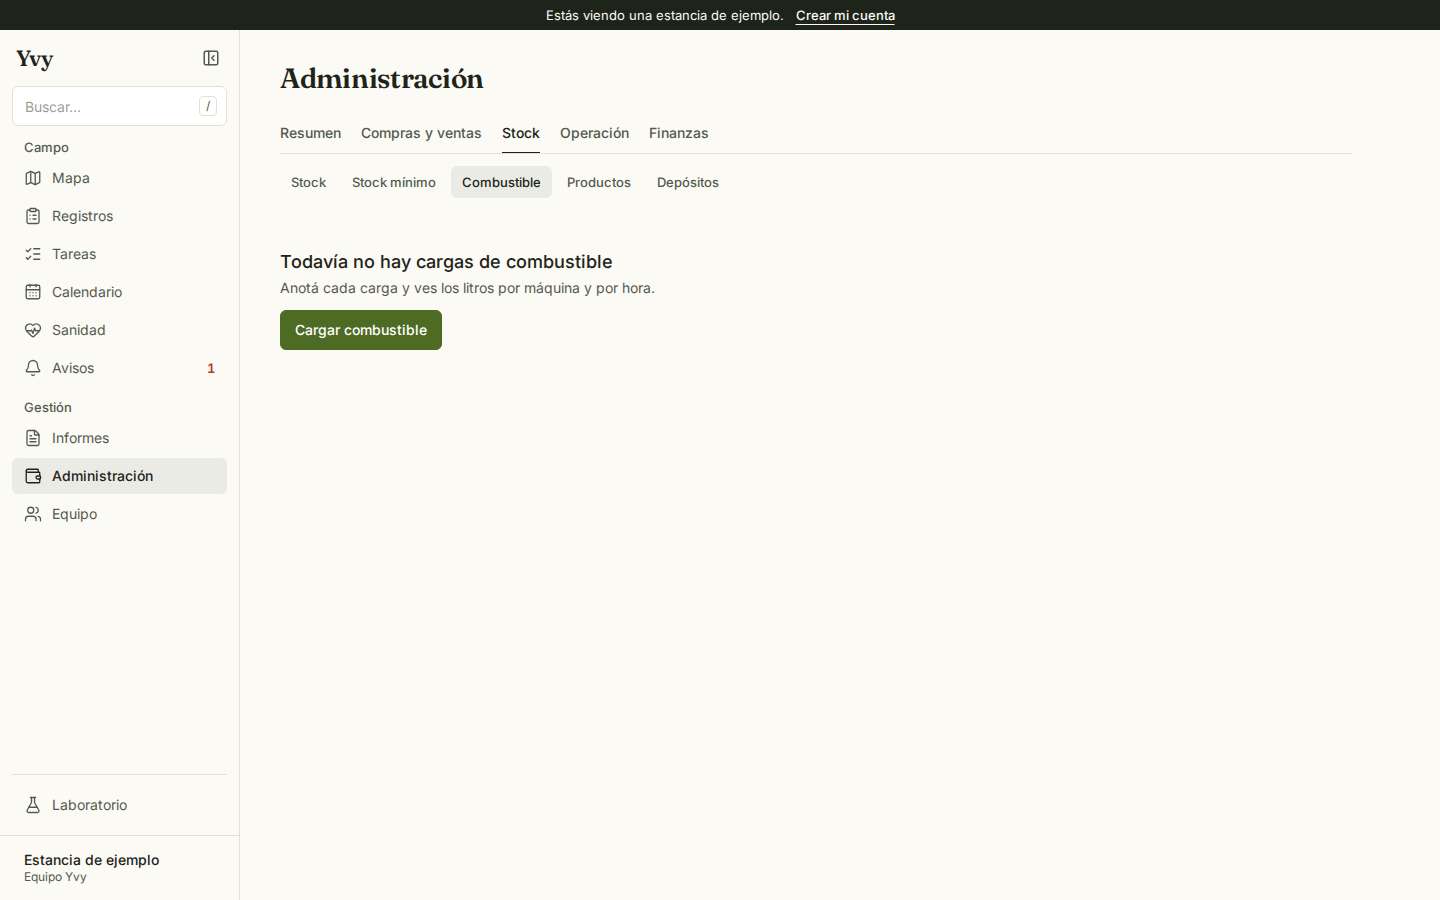 Estás viendo una estancia de ejemplo. Crear mi cuenta
Yvy
Buscar... /
Campo
Mapa
Registros
Tareas
Calendario
Sanidad
Avisos 1
Gestión
Informes
Administración
Equipo
Laboratorio
Estancia de ejemplo
Equipo Yvy
Administración
Resumen Compras y ventas Stock Operación Finanzas
Stock Stock mínimo Combustible Productos Depósitos
Todavía no hay cargas de combustible
Anotá cada carga y ves los litros por máquina y por hora.
Cargar combustible